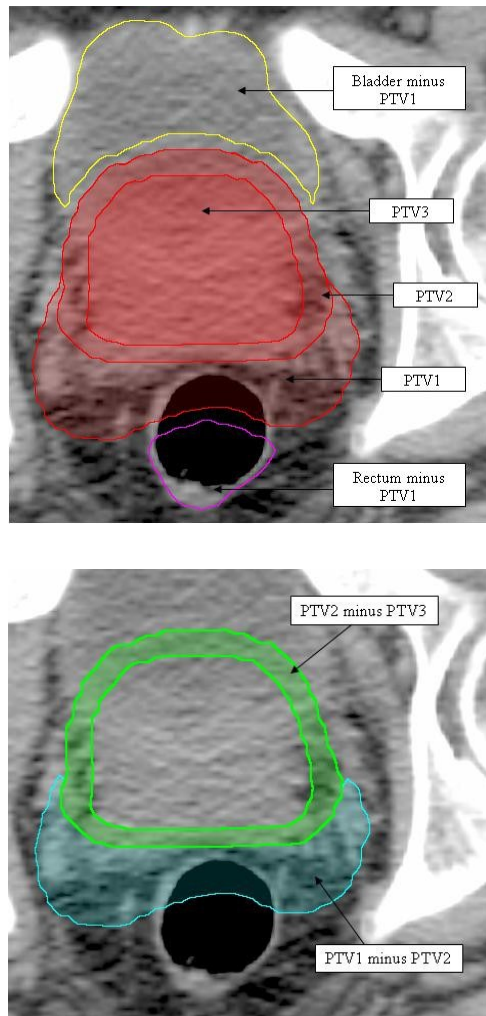 Bladder minus
PTV1
PTV3
PTV2
PTV1
Rectum minus
PTV1
PTV2 minus PTV3
PTV1 minus PTV2